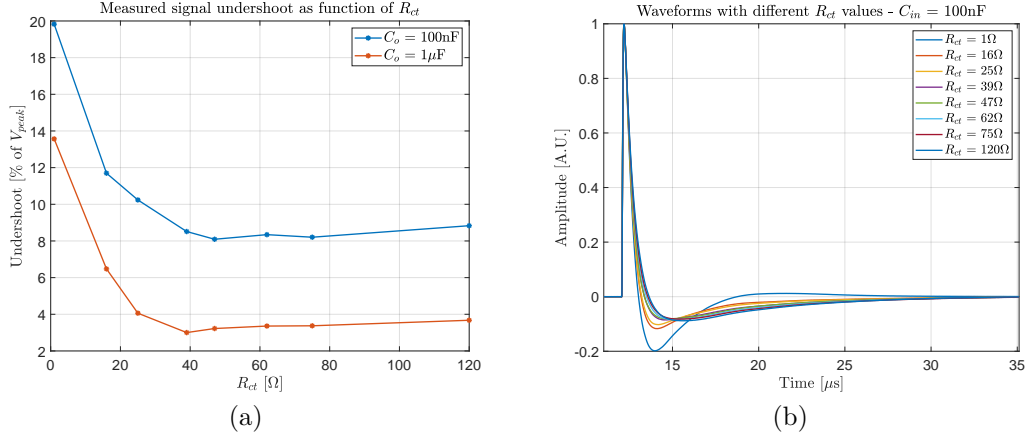 Measured signal undershoot as function of R_ct
Undershoot [% of V_peak]
20
18
16
14
12
10
8
6
4
2
C_o = 100nF
C_o = 1μF
0
20
40
60
80
100
120
R_ct [Ω]
(a)
Waveforms with different R_ct values - C_in = 100nF
Amplitude [A.U.]
1
0.8
0.6
0.4
0.2
0
-0.2
R_ct = 1Ω
R_ct = 16Ω
R_ct = 25Ω
R_ct = 39Ω
R_ct = 47Ω
R_ct = 62Ω
R_ct = 75Ω
R_ct = 120Ω
15
20
25
30
35
Time [μs]
(b)